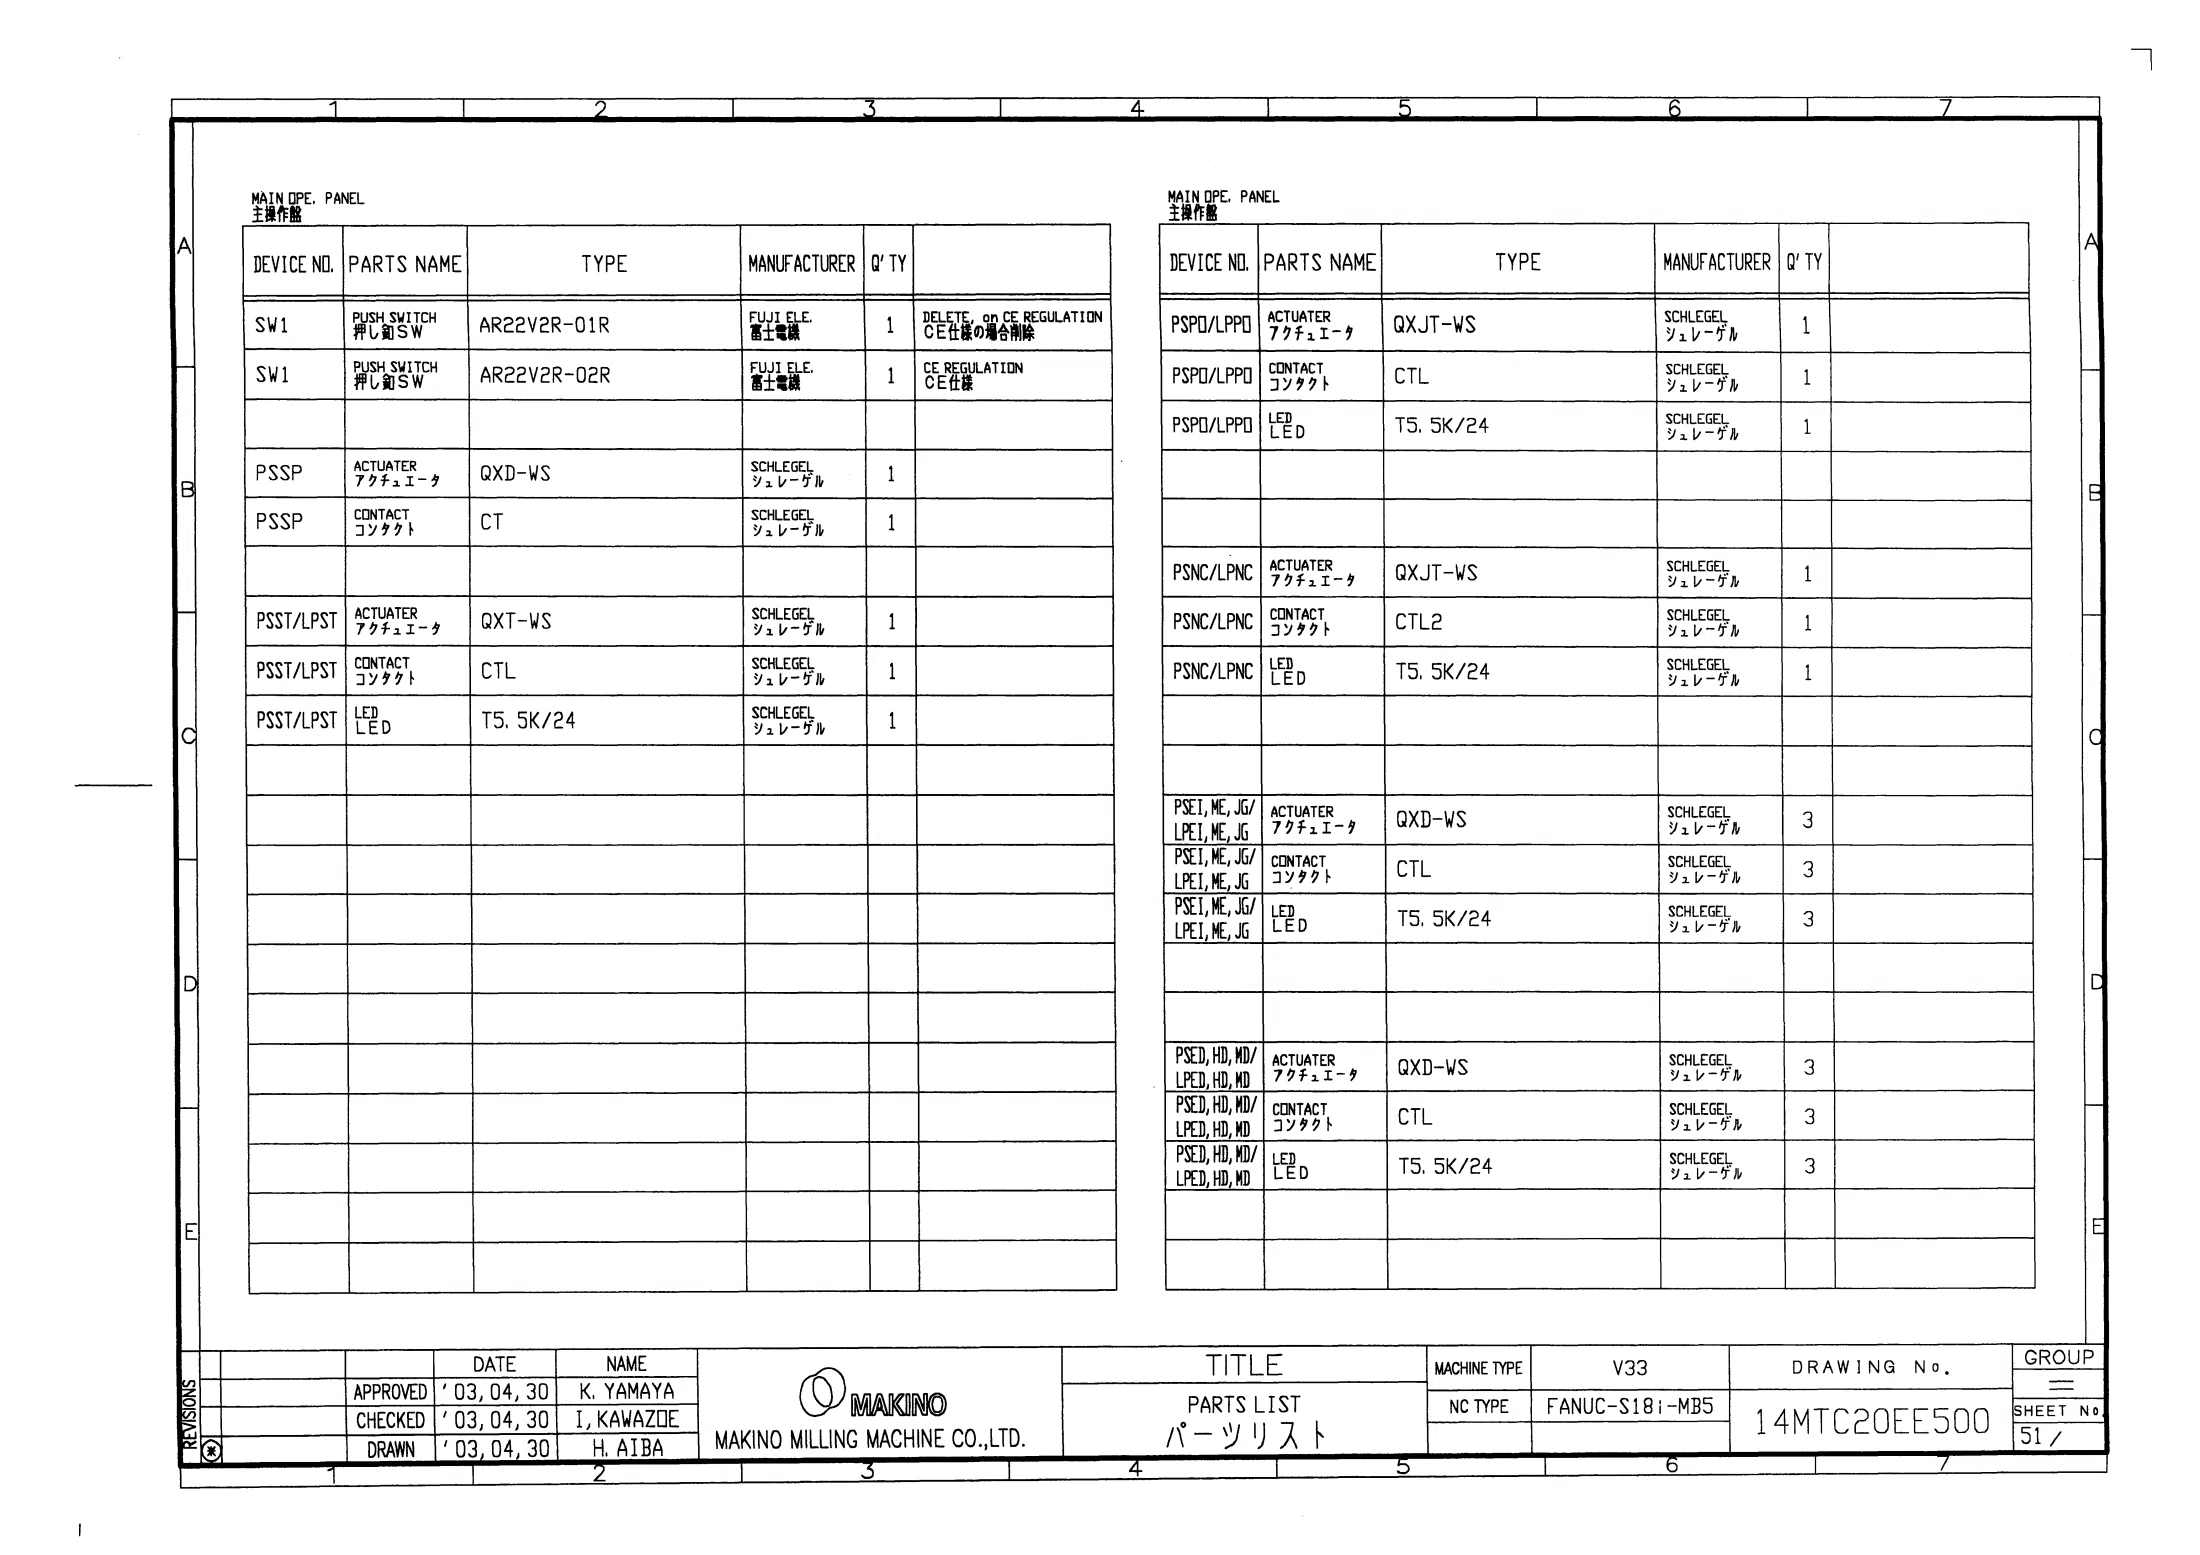 1 2 3 4 5 6 7
MAIN OPE. PANEL
主操作盤
DEVICE NO. PARTS NAME TYPE MANUFACTURER Q'TY
SW1 PUSH SWITCH AR22V2R-01R FUJI ELE. 1 DELETE, on CE REGULATION
押し釦SW 富士電機 CE仕様の場合削除
SW1 PUSH SWITCH AR22V2R-02R FUJI ELE. 1 CE REGULATION
押し釦SW 富士電機 CE仕様
PSSP ACTUATER QXD-WS SCHLEGEL 1
アクチュエータ シュレーゲル
PSSP CONTACT CT SCHLEGEL 1
コンタクト シュレーゲル
PSST/LPST ACTUATER QXT-WS SCHLEGEL 1
アクチュエータ シュレーゲル
PSST/LPST CONTACT CTL SCHLEGEL 1
コンタクト シュレーゲル
PSST/LPST LED T5.5K/24 SCHLEGEL 1
LED シュレーゲル
MAIN OPE. PANEL
主操作盤
DEVICE NO. PARTS NAME TYPE MANUFACTURER Q'TY
PSPO/LPPO ACTUATER QXJT-WS SCHLEGEL 1
アクチュエータ シュレーゲル
PSPO/LPPO CONTACT CTL SCHLEGEL 1
コンタクト シュレーゲル
PSPO/LPPO LED T5.5K/24 SCHLEGEL 1
LED シュレーゲル
PSNC/LPNC ACTUATER QXJT-WS SCHLEGEL 1
アクチュエータ シュレーゲル
PSNC/LPNC CONTACT CTL2 SCHLEGEL 1
コンタクト シュレーゲル
PSNC/LPNC LED T5.5K/24 SCHLEGEL 1
LED シュレーゲル
PSEI,ME,JG/ ACTUATER QXD-WS SCHLEGEL 3
LPEI,ME,JG アクチュエータ シュレーゲル
PSEI,ME,JG/ CONTACT CTL SCHLEGEL 3
LPEI,ME,JG コンタクト シュレーゲル
PSEI,ME,JG/ LED T5.5K/24 SCHLEGEL 3
LPEI,ME,JG LED シュレーゲル
PSED,HD,MD/ ACTUATER QXD-WS SCHLEGEL 3
LPED,HD,MD アクチュエータ シュレーゲル
PSED,HD,MD/ CONTACT CTL SCHLEGEL 3
LPED,HD,MD コンタクト シュレーゲル
PSED,HD,MD/ LED T5.5K/24 SCHLEGEL 3
LPED,HD,MD LED シュレーゲル
A A
B B
C C
D D
E E
REVISIONS
*
DATE NAME
APPROVED '03,04,30 K. YAMAYA
CHECKED '03,04,30 I,KAWAZOE
DRAWN '03,04,30 H. AIBA
MAKINO
MAKINO MILLING MACHINE CO.,LTD.
TITLE
PARTS LIST
パーツリスト
MACHINE TYPE V33
NC TYPE FANUC-S18i-MB5
DRAWING No.
14MTC20EE500
GROUP
=
SHEET No.
51/
1 2 3 4 5 6 7